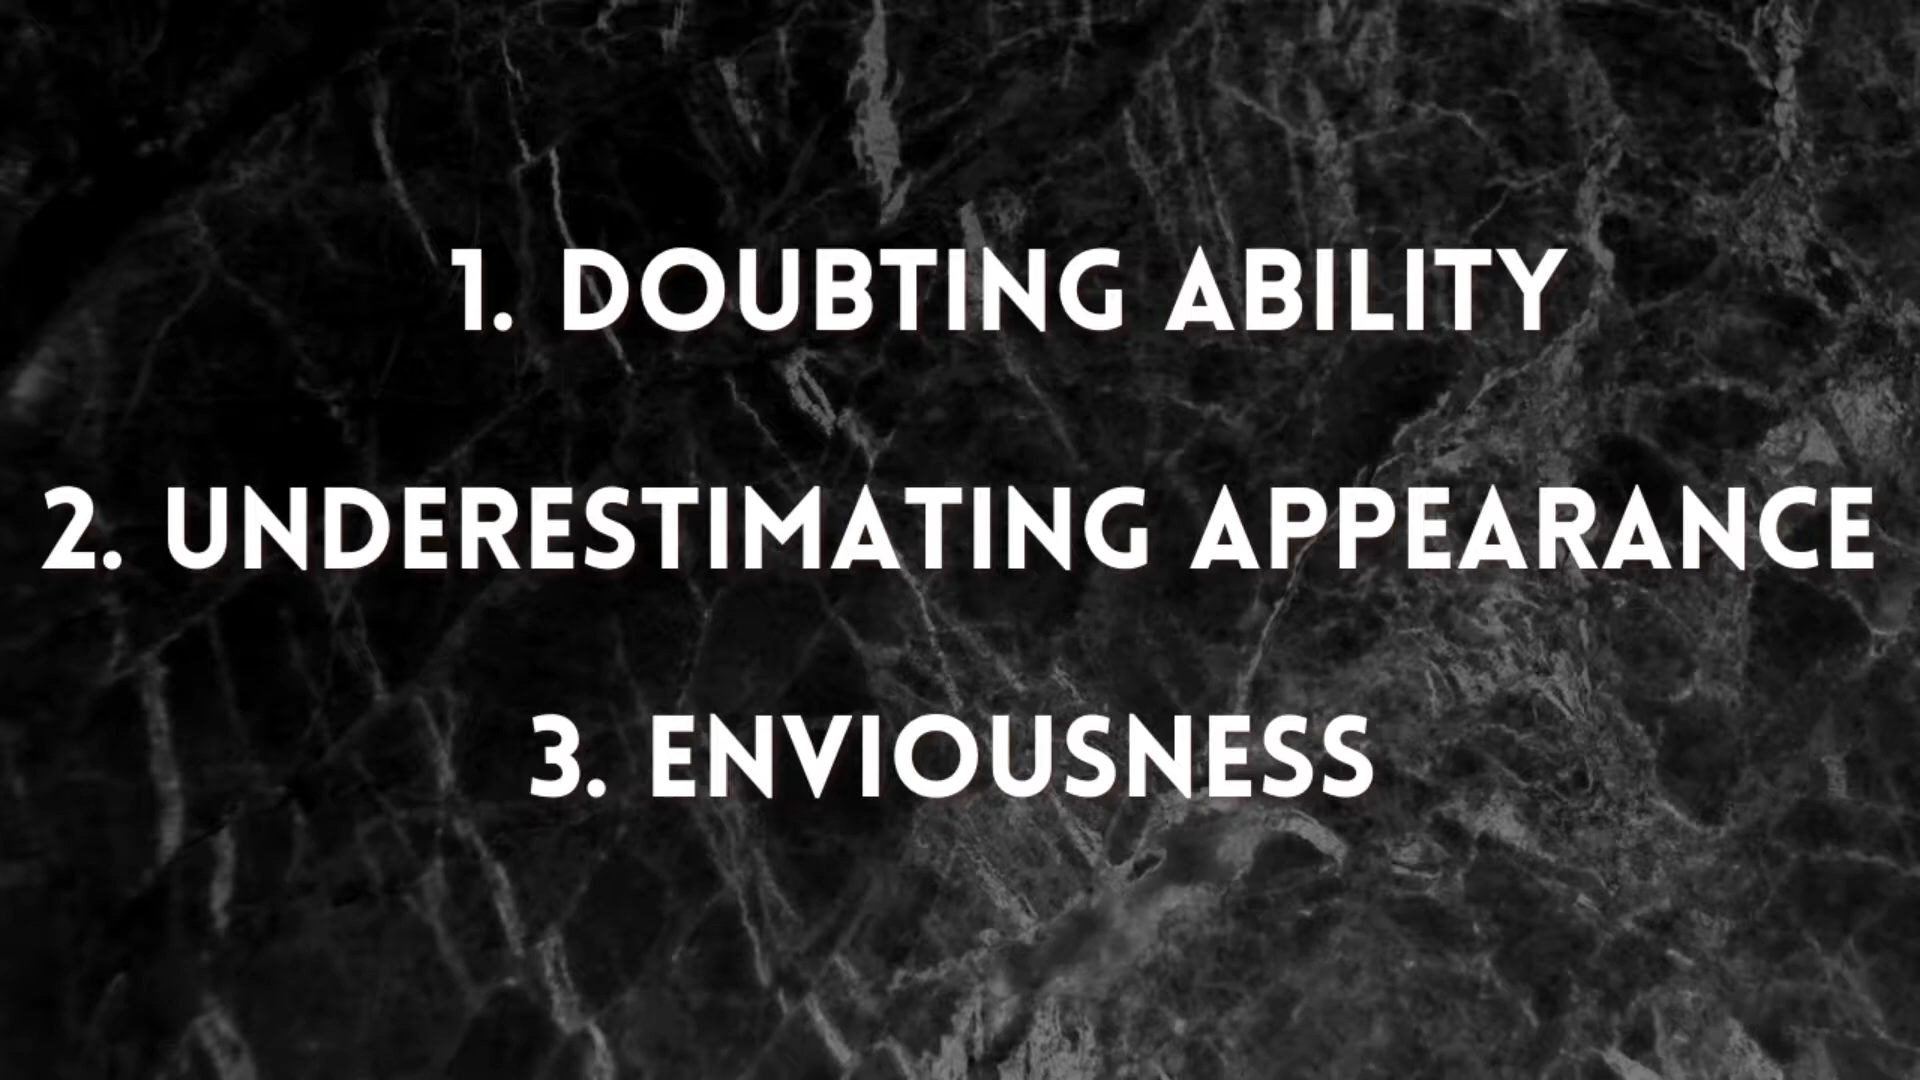 1. DOUBTING ABILITY
2. UNDERESTIMATING APPEARANCE
3. ENVIOUSNESS